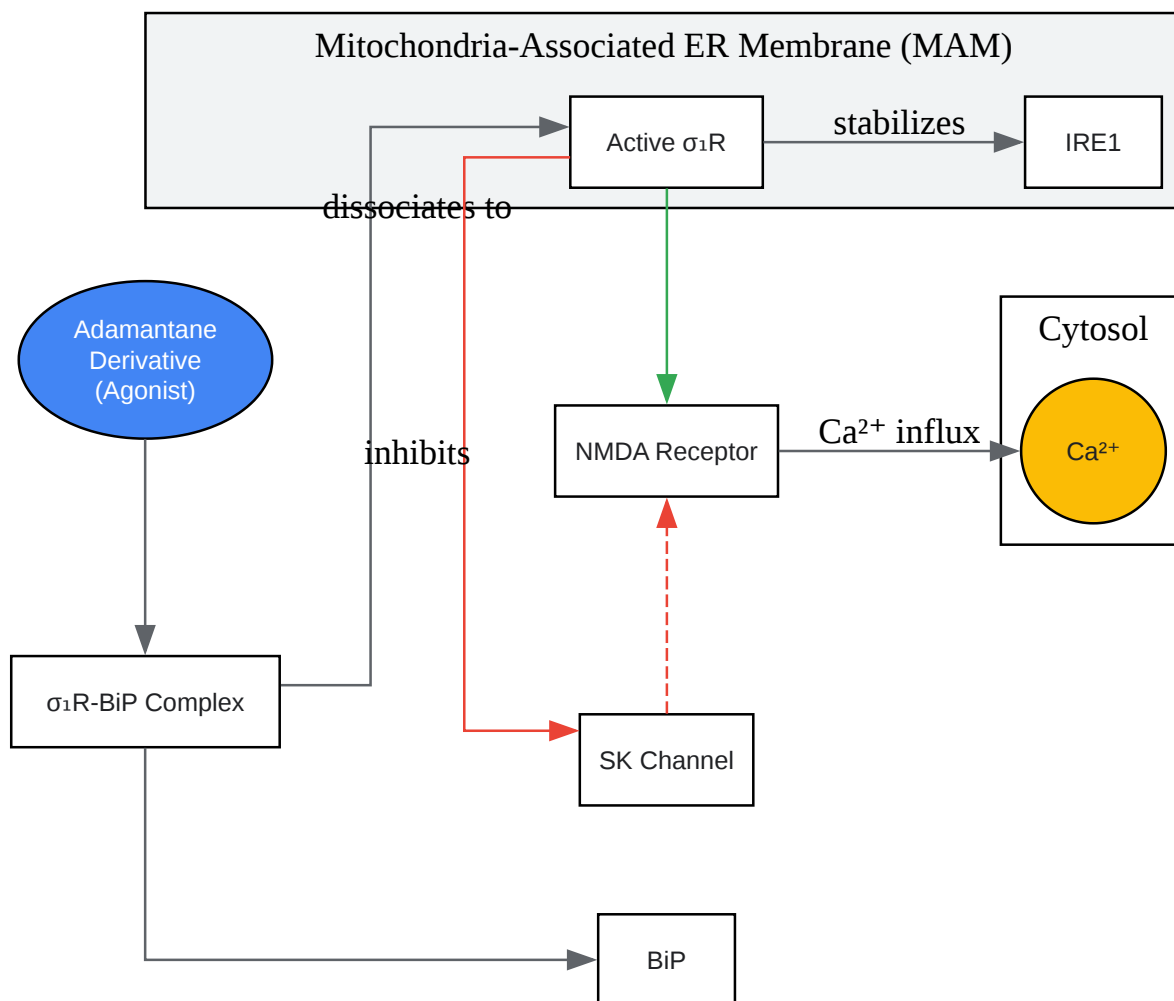 Mitochondria-Associated ER Membrane (MAM)
stabilizes
Active σ₁R
IRE1
dissociates to
Adamantane
Derivative
(Agonist)
Cytosol
inhibits
NMDA Receptor
Ca²⁺ influx
Ca²⁺
σ₁R-BiP Complex
SK Channel
BiP